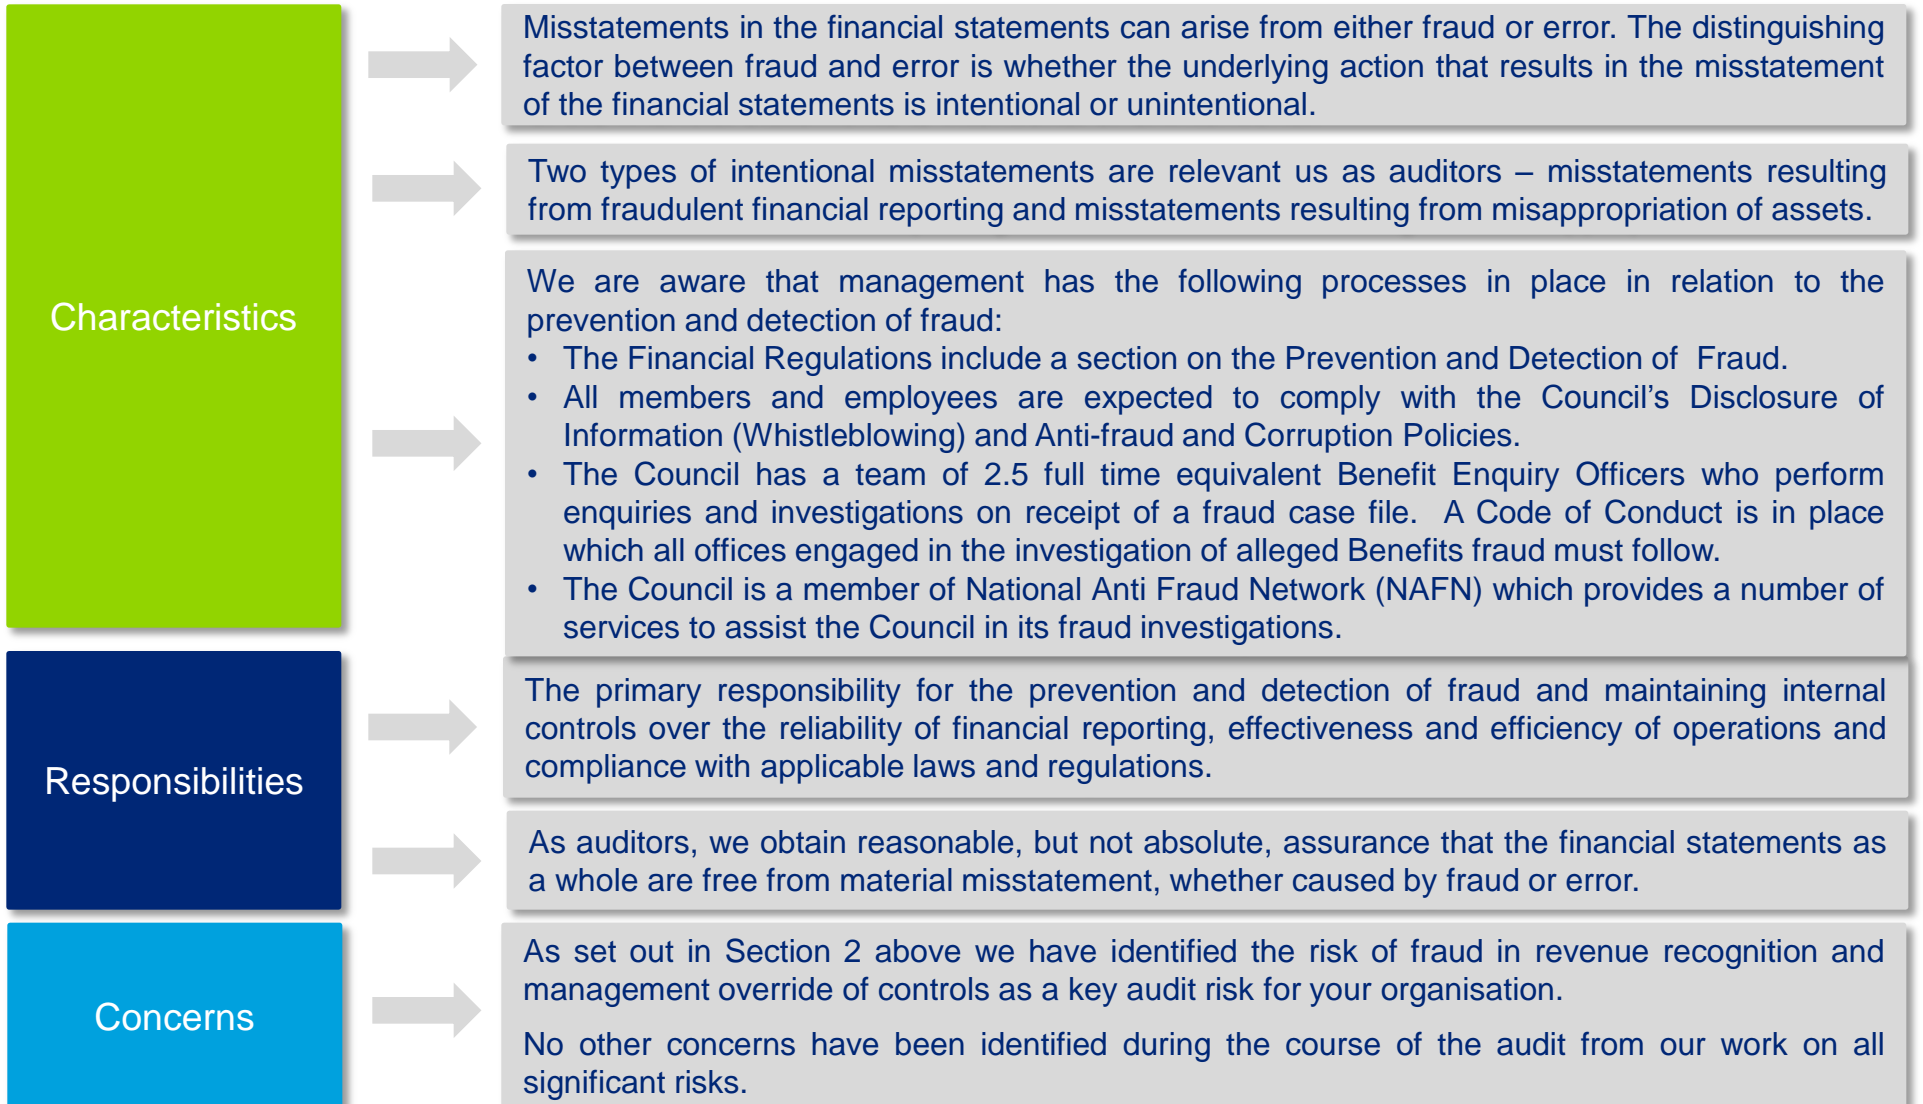 Characteristics
Misstatements in the financial statements can arise from either fraud or error. The distinguishing
factor between fraud and error is whether the underlying action that results in the misstatement
of the financial statements is intentional or unintentional.
Two types of intentional misstatements are relevant us as auditors – misstatements resulting
from fraudulent financial reporting and misstatements resulting from misappropriation of assets.
We are aware that management has the following processes in place in relation to the
prevention and detection of fraud:
• The Financial Regulations include a section on the Prevention and Detection of Fraud.
• All members and employees are expected to comply with the Council's Disclosure of
Information (Whistleblowing) and Anti-fraud and Corruption Policies.
• The Council has a team of 2.5 full time equivalent Benefit Enquiry Officers who perform
enquiries and investigations on receipt of a fraud case file. A Code of Conduct is in place
which all offices engaged in the investigation of alleged Benefits fraud must follow.
• The Council is a member of National Anti Fraud Network (NAFN) which provides a number of
services to assist the Council in its fraud investigations.
Responsibilities
The primary responsibility for the prevention and detection of fraud and maintaining internal
controls over the reliability of financial reporting, effectiveness and efficiency of operations and
compliance with applicable laws and regulations.
As auditors, we obtain reasonable, but not absolute, assurance that the financial statements as
a whole are free from material misstatement, whether caused by fraud or error.
Concerns
As set out in Section 2 above we have identified the risk of fraud in revenue recognition and
management override of controls as a key audit risk for your organisation.
No other concerns have been identified during the course of the audit from our work on all
significant risks.